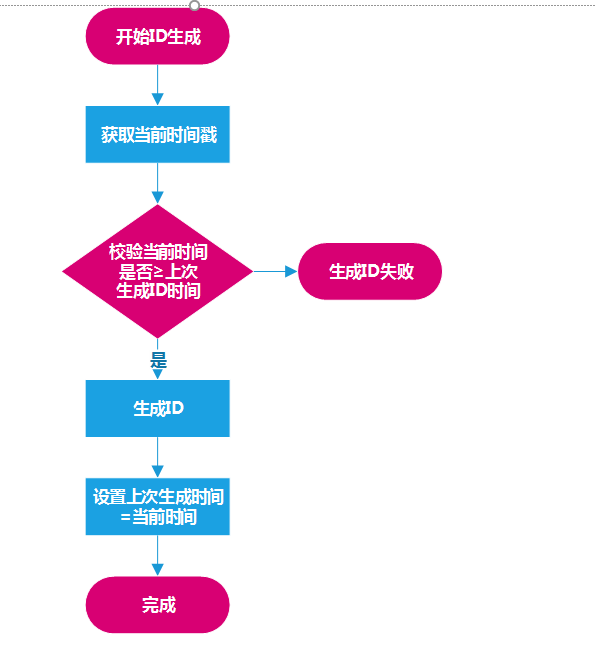 开始ID生成
获取当前时间戳
校验当前时间
是否≥上次
生成ID时间
生成ID失败
是
生成ID
设置上次生成时间
=当前时间
完成